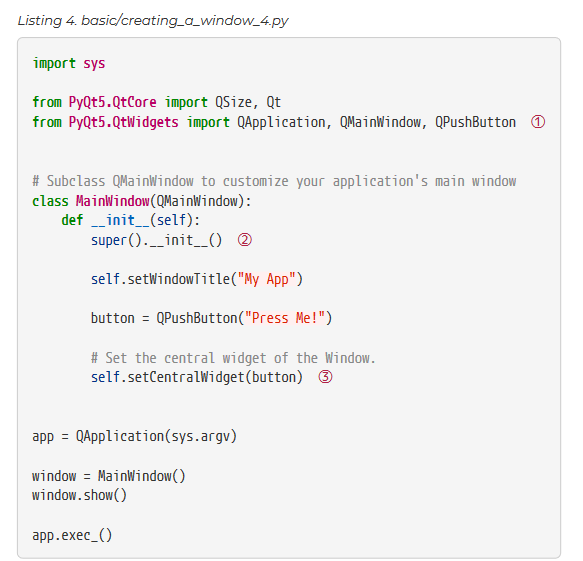 Listing 4. basic/creating_a_window_4.py
import sys
from PyQt5.QtCore import QSize, Qt
from PyQt5.QtWidgets import QApplication, QMainWindow, QPushButton ①
# Subclass QMainWindow to customize your application's main window
class MainWindow(QMainWindow):
    def __init__(self):
        super().__init__() ②
        self.setWindowTitle("My App")
        button = QPushButton("Press Me!")
        # Set the central widget of the Window.
        self.setCentralWidget(button) ③
app = QApplication(sys.argv)
window = MainWindow()
window.show()
app.exec_()